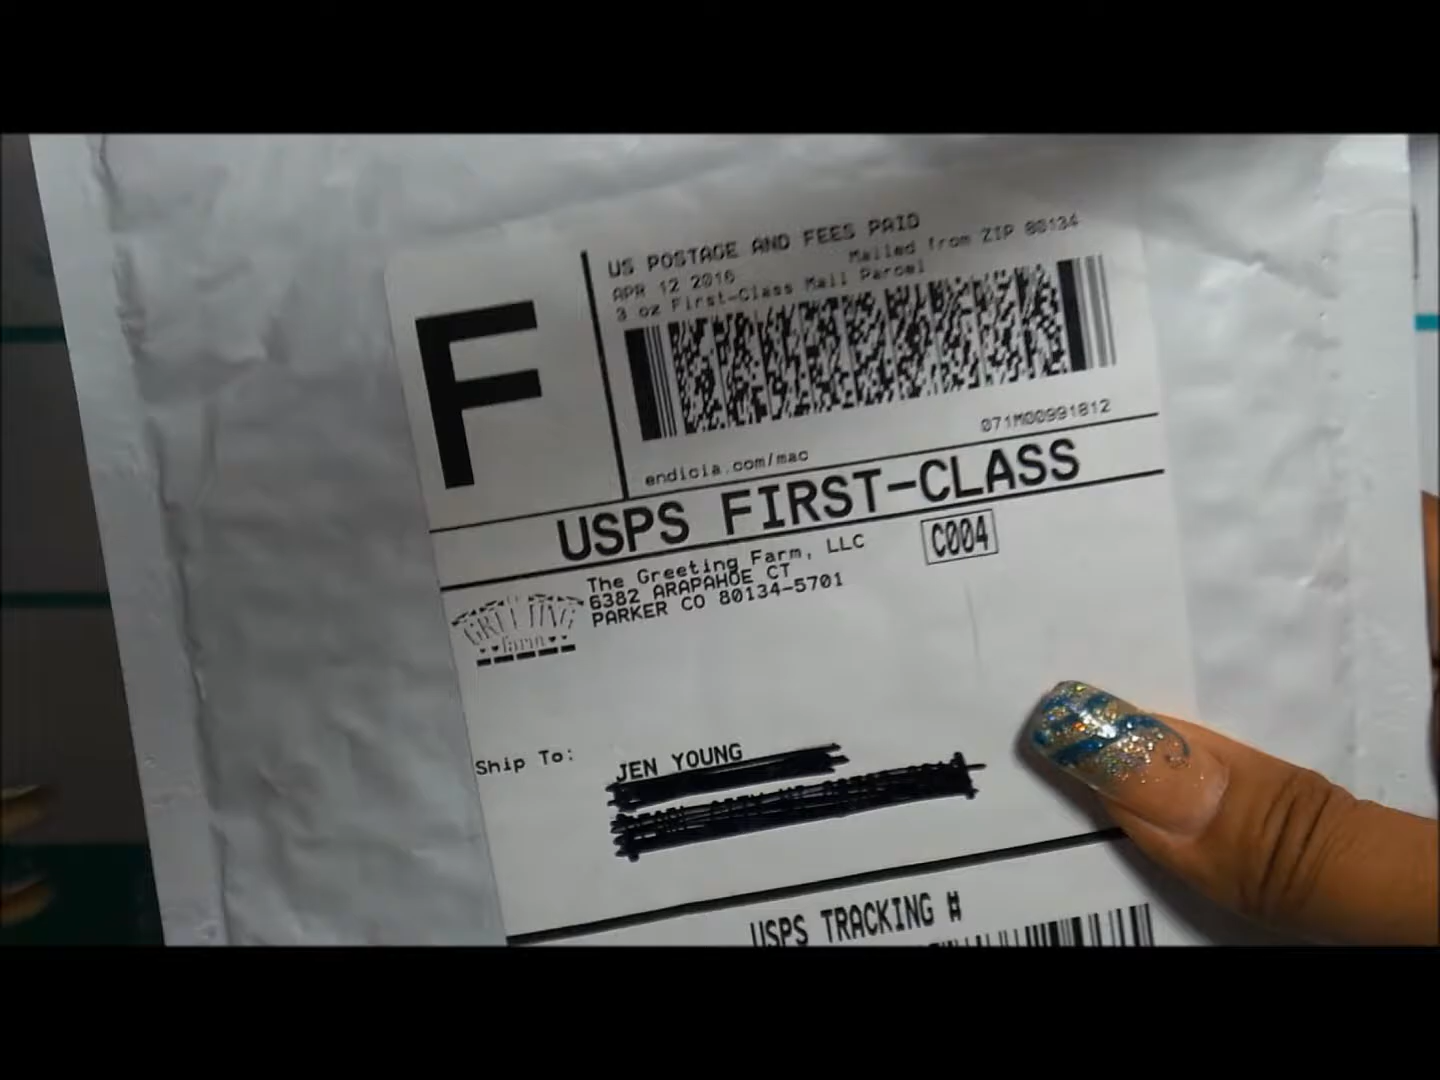 F
US POSTAGE AND FEES PAID
APR 12 2016
Mailed from ZIP 80134
3 oz First-Class Mail Parcel
071M00991812
endicia.com/mac
USPS FIRST-CLASS
The Greeting Farm, LLC
6382 ARAPAHOE CT
PARKER CO 80134-5701
C004
GREETING
farm
Ship To:
JEN YOUNG
USPS TRACKING #